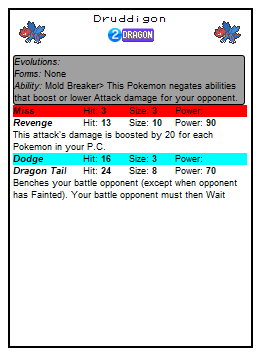 Druddigon
2 DRAGON
Evolutions:
Forms: None
Ability: Mold Breaker> This Pokemon negates abilities
that boost or lower Attack damage for your opponent.
Miss Hit: 3 Size: 3 Power:
Revenge Hit: 13 Size: 10 Power: 90
This attack's damage is boosted by 20 for each
Pokemon in your P.C.
Dodge Hit: 16 Size: 3 Power:
Dragon Tail Hit: 24 Size: 8 Power: 70
Benches your battle opponent (except when opponent
has Fainted). Your battle opponent must then Wait